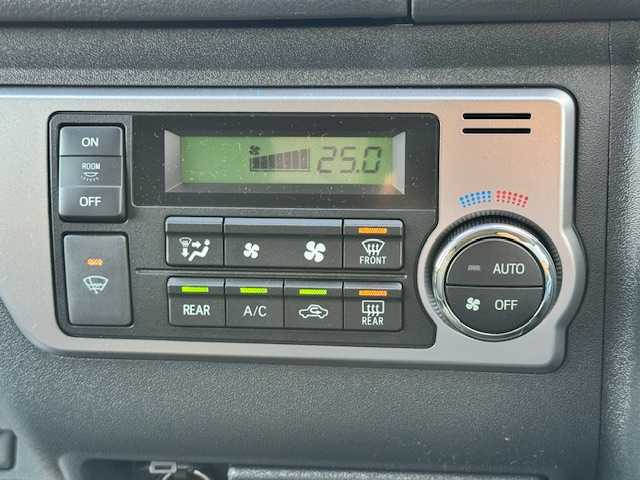 ON
ROOM
OFF
25.0
FRONT
REAR
A/C
REAR
AUTO
OFF